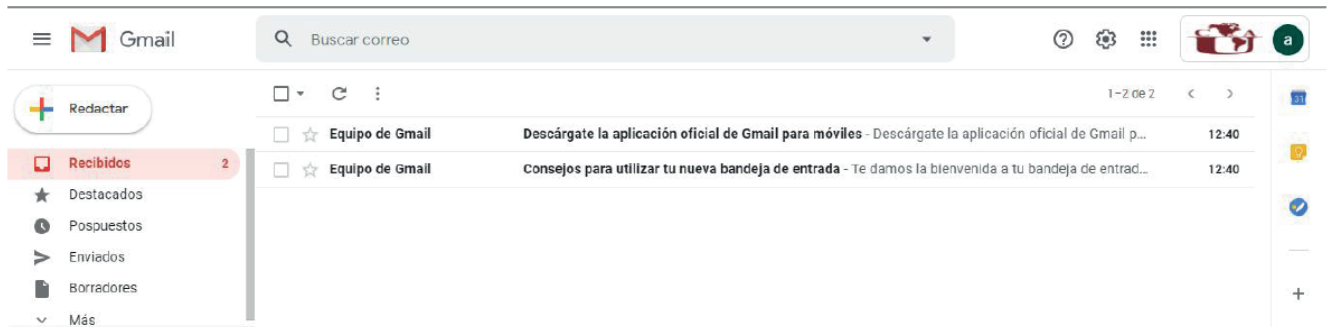 Gmail
Buscar correo
a
Redactar
1-2 de 2
31
Equipo de Gmail Descárgate la aplicación oficial de Gmail para móviles - Descárgate la aplicación oficial de Gmail p... 12:40
Recibidos 2
Equipo de Gmail Consejos para utilizar tu nueva bandeja de entrada - Te damos la bienvenida a tu bandeja de entrad... 12:40
Destacados
Pospuestos
Enviados
Borradores
Más